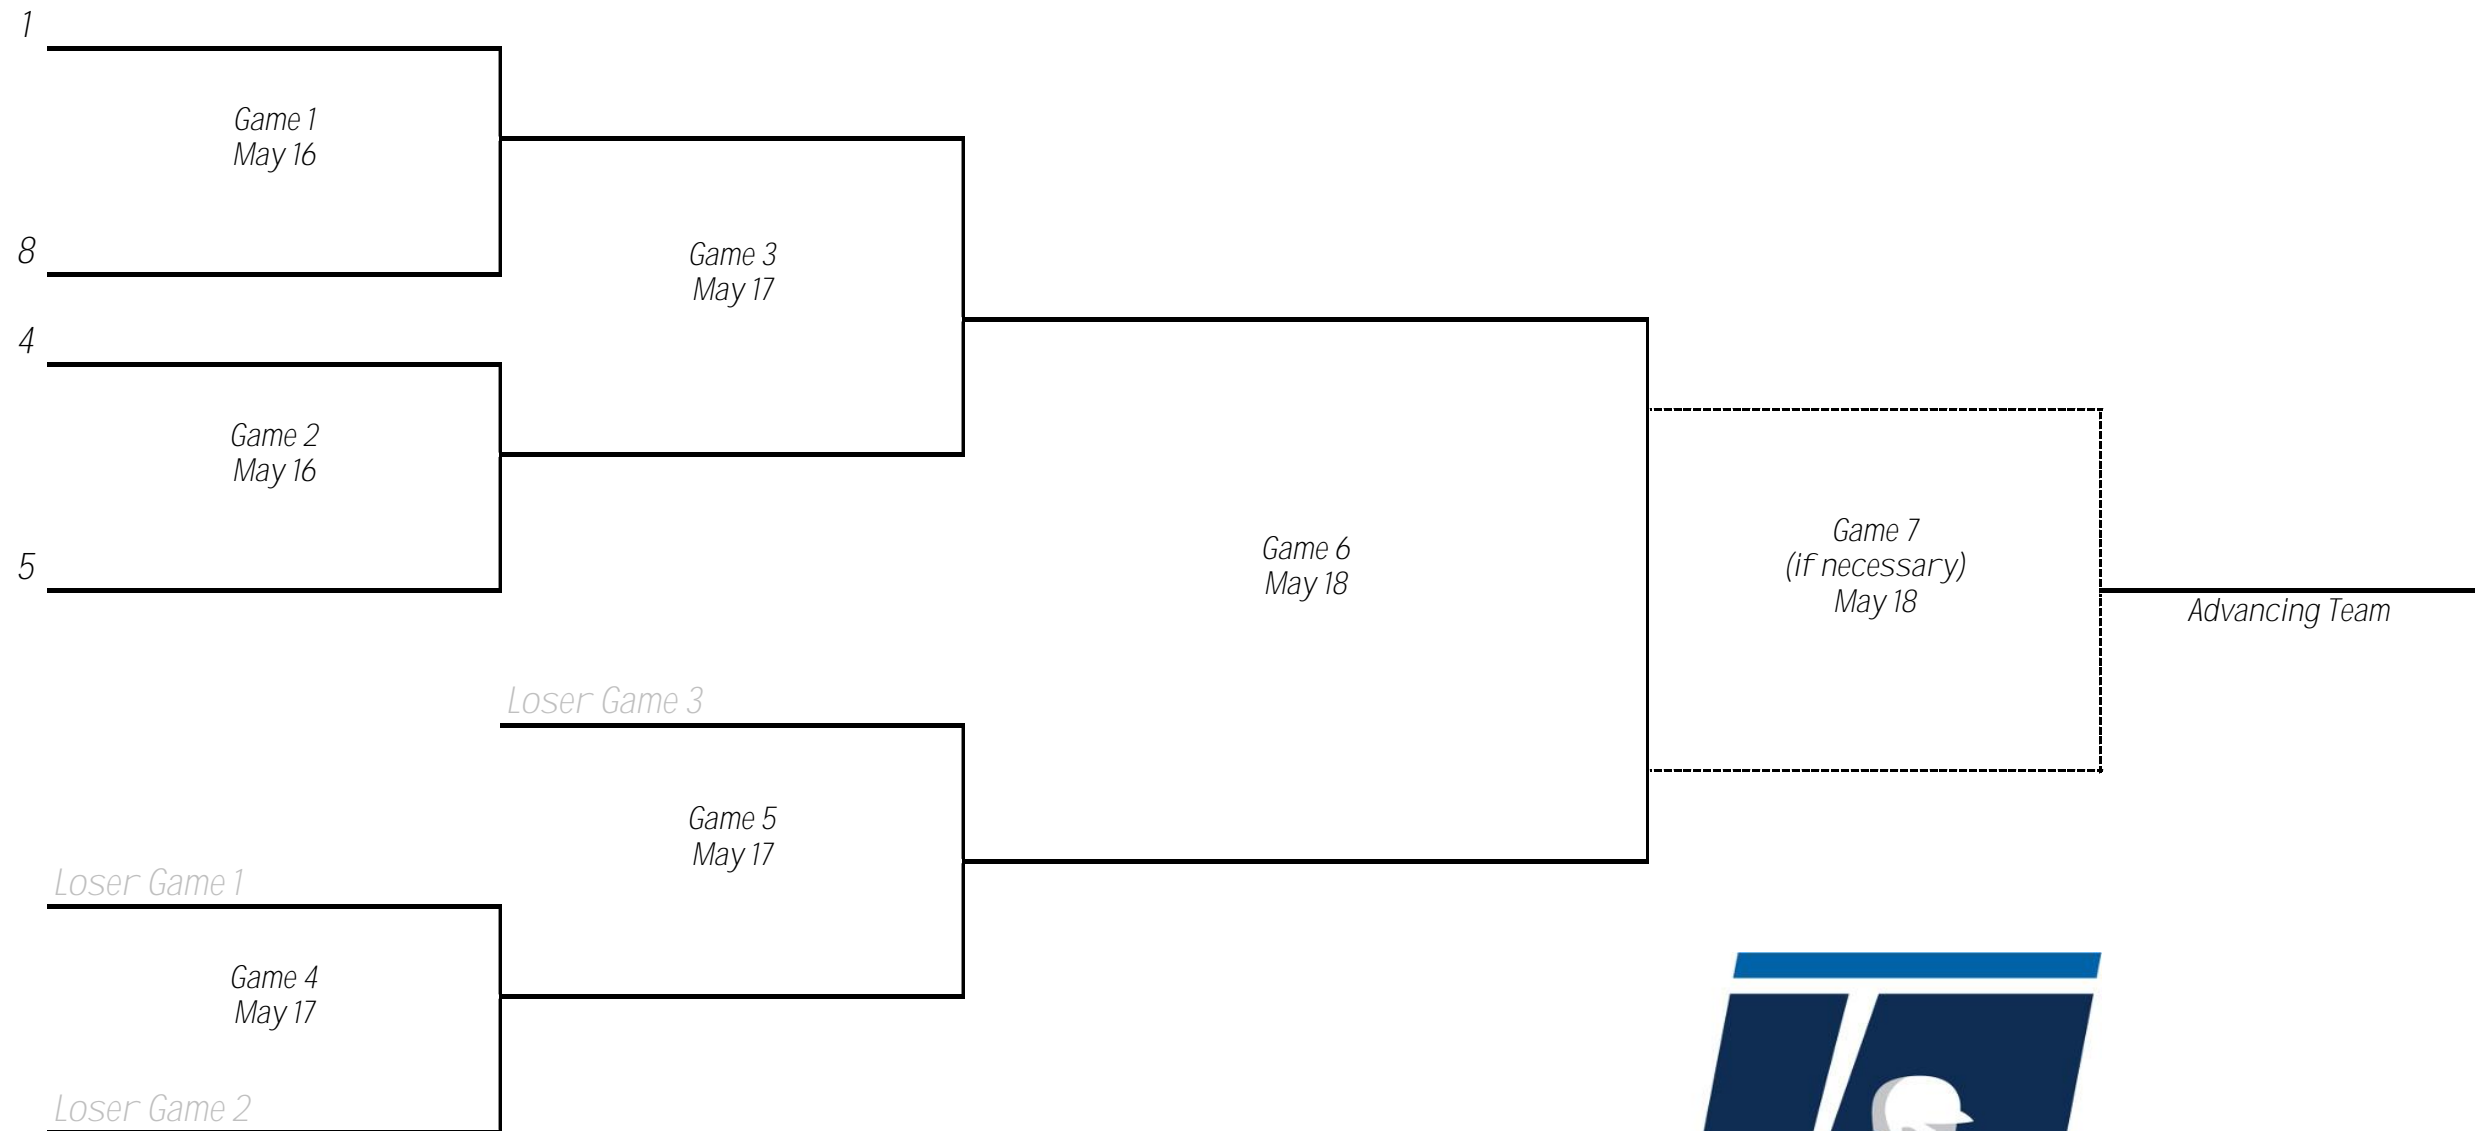 1
Game 1
May 16
8
Game 3
May 17
4
Game 2
May 16
5
Game 6
May 18
Game 7
(if necessary)
May 18
Advancing Team
Loser Game 3
Game 5
May 17
Loser Game 1
Game 4
May 17
Loser Game 2